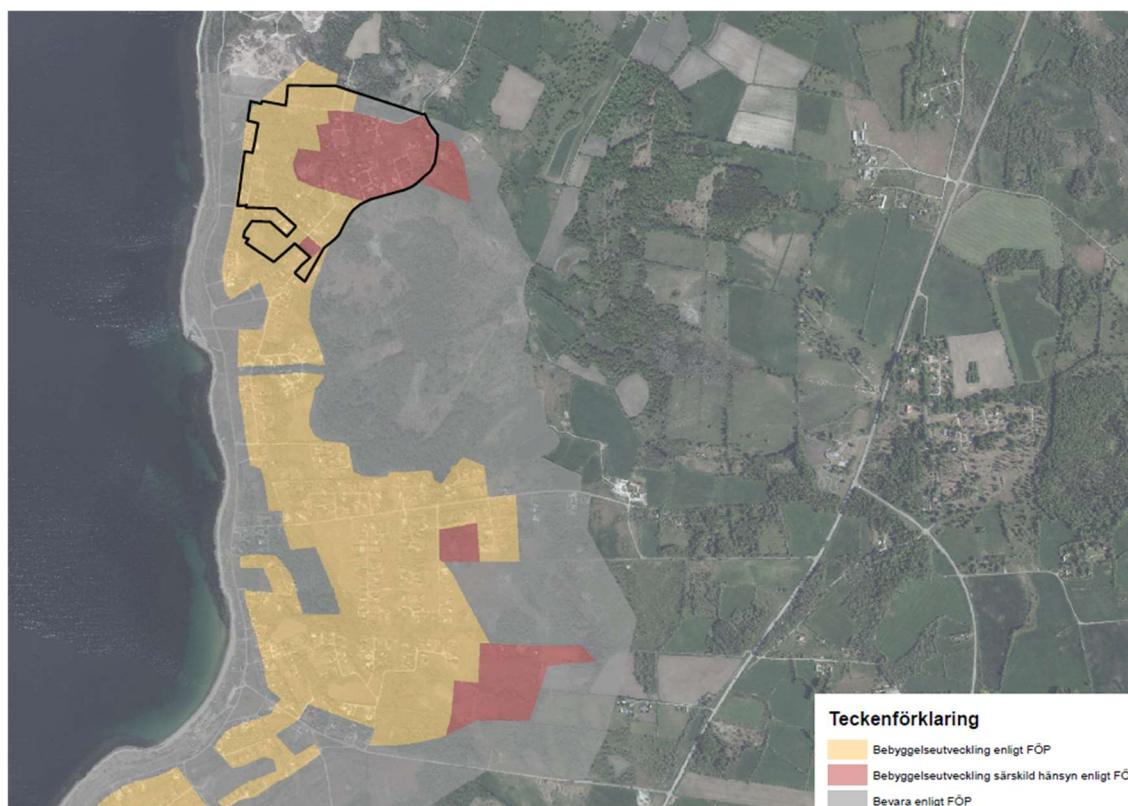 Teckenförklaring
Bebyggelseutveckling enligt FÖP
Bebyggelseutveckling särskild hänsyn enligt FÖ
Bevara enligt FÖP